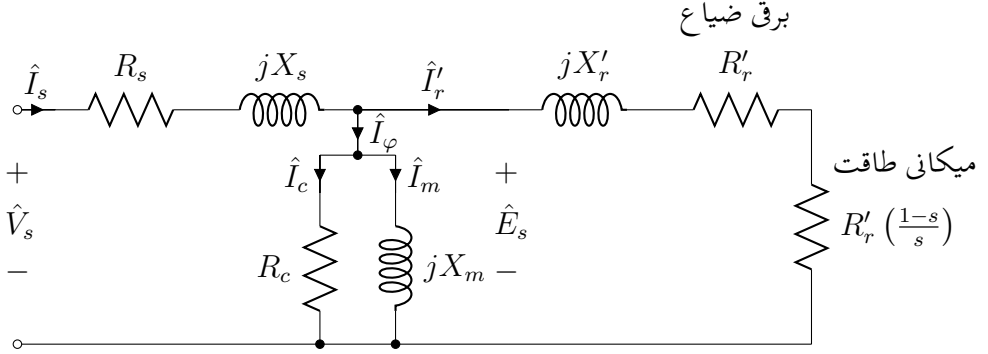 برقی ضیاع
Î_s
R_s
jX_s
Î′_r
jX′_r
R′_r
Î_φ
Î_c
Î_m
+
V̂_s
−
R_c
jX_m
+
Ê_s
−
میکانی طاقت
R′_r (1−s/s)